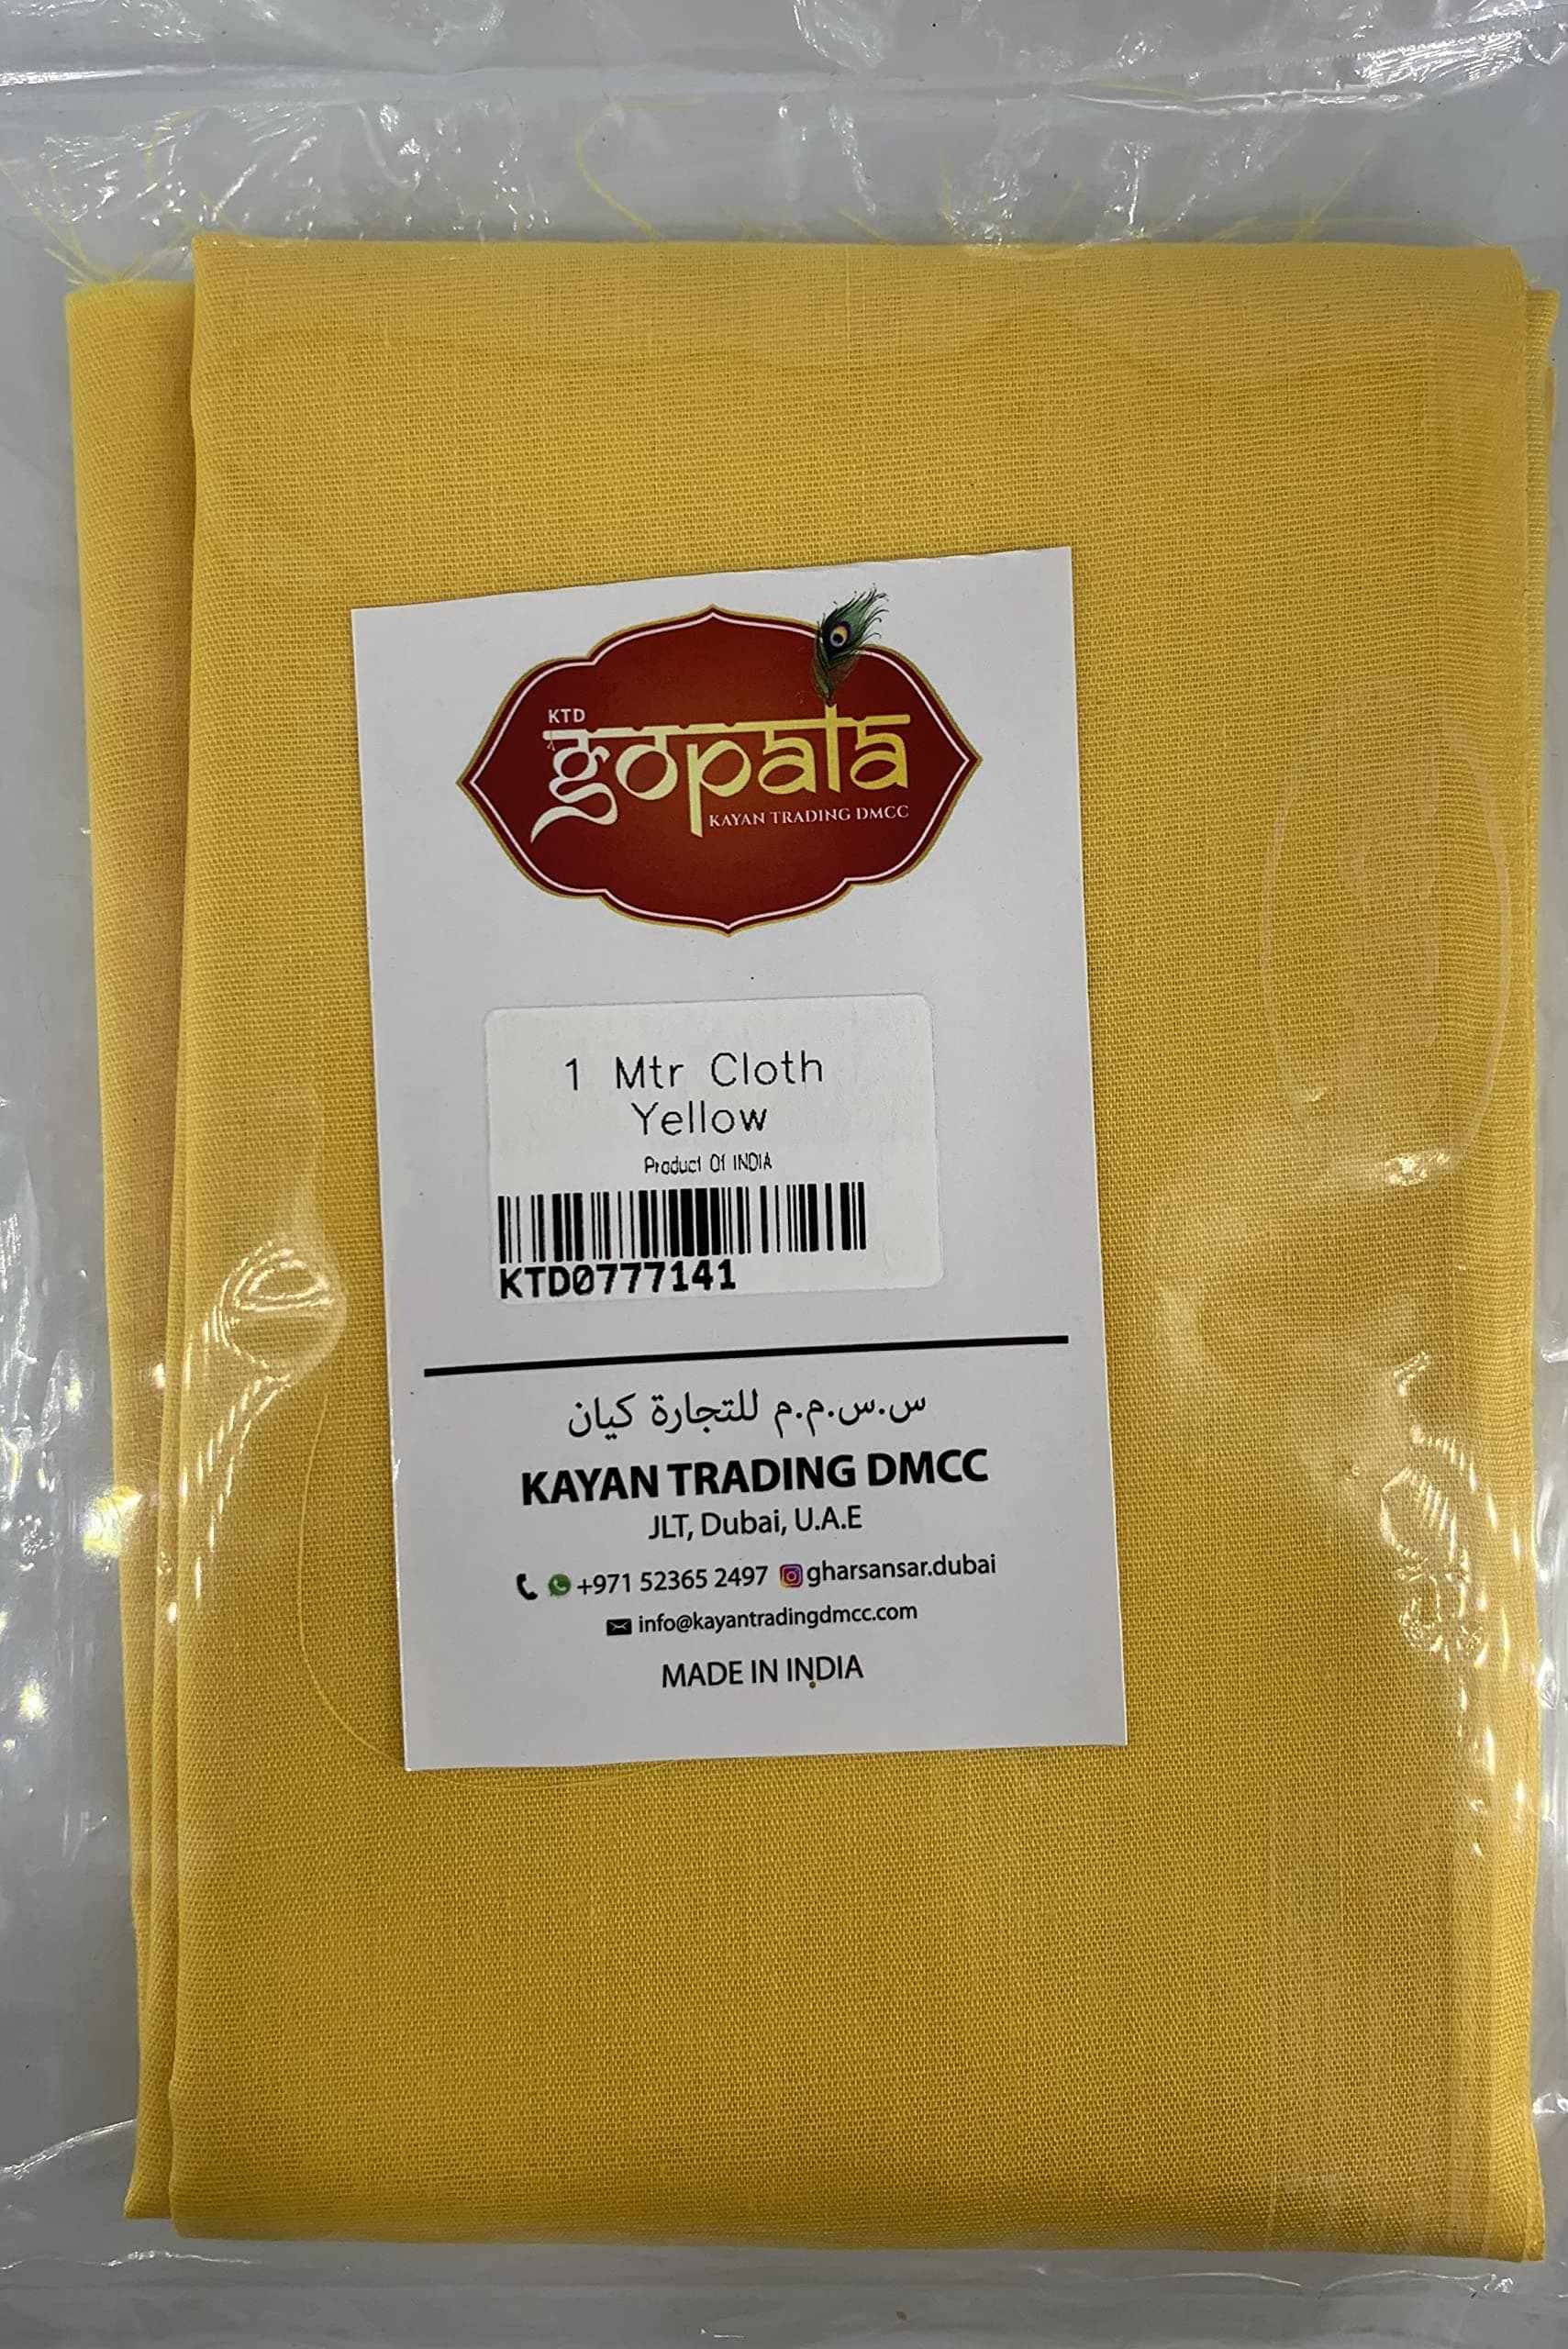 KTD
gopala
KAYAN TRADING DMCC
1 Mtr Cloth
Yellow
Product Of INDIA
KTD0777141
س.س.م.م للتجارة كيان
KAYAN TRADING DMCC
JLT, Dubai, U.A.E
+971 52365 2497 gharsansar.dubai
info@kayantradingdmcc.com
MADE IN INDIA